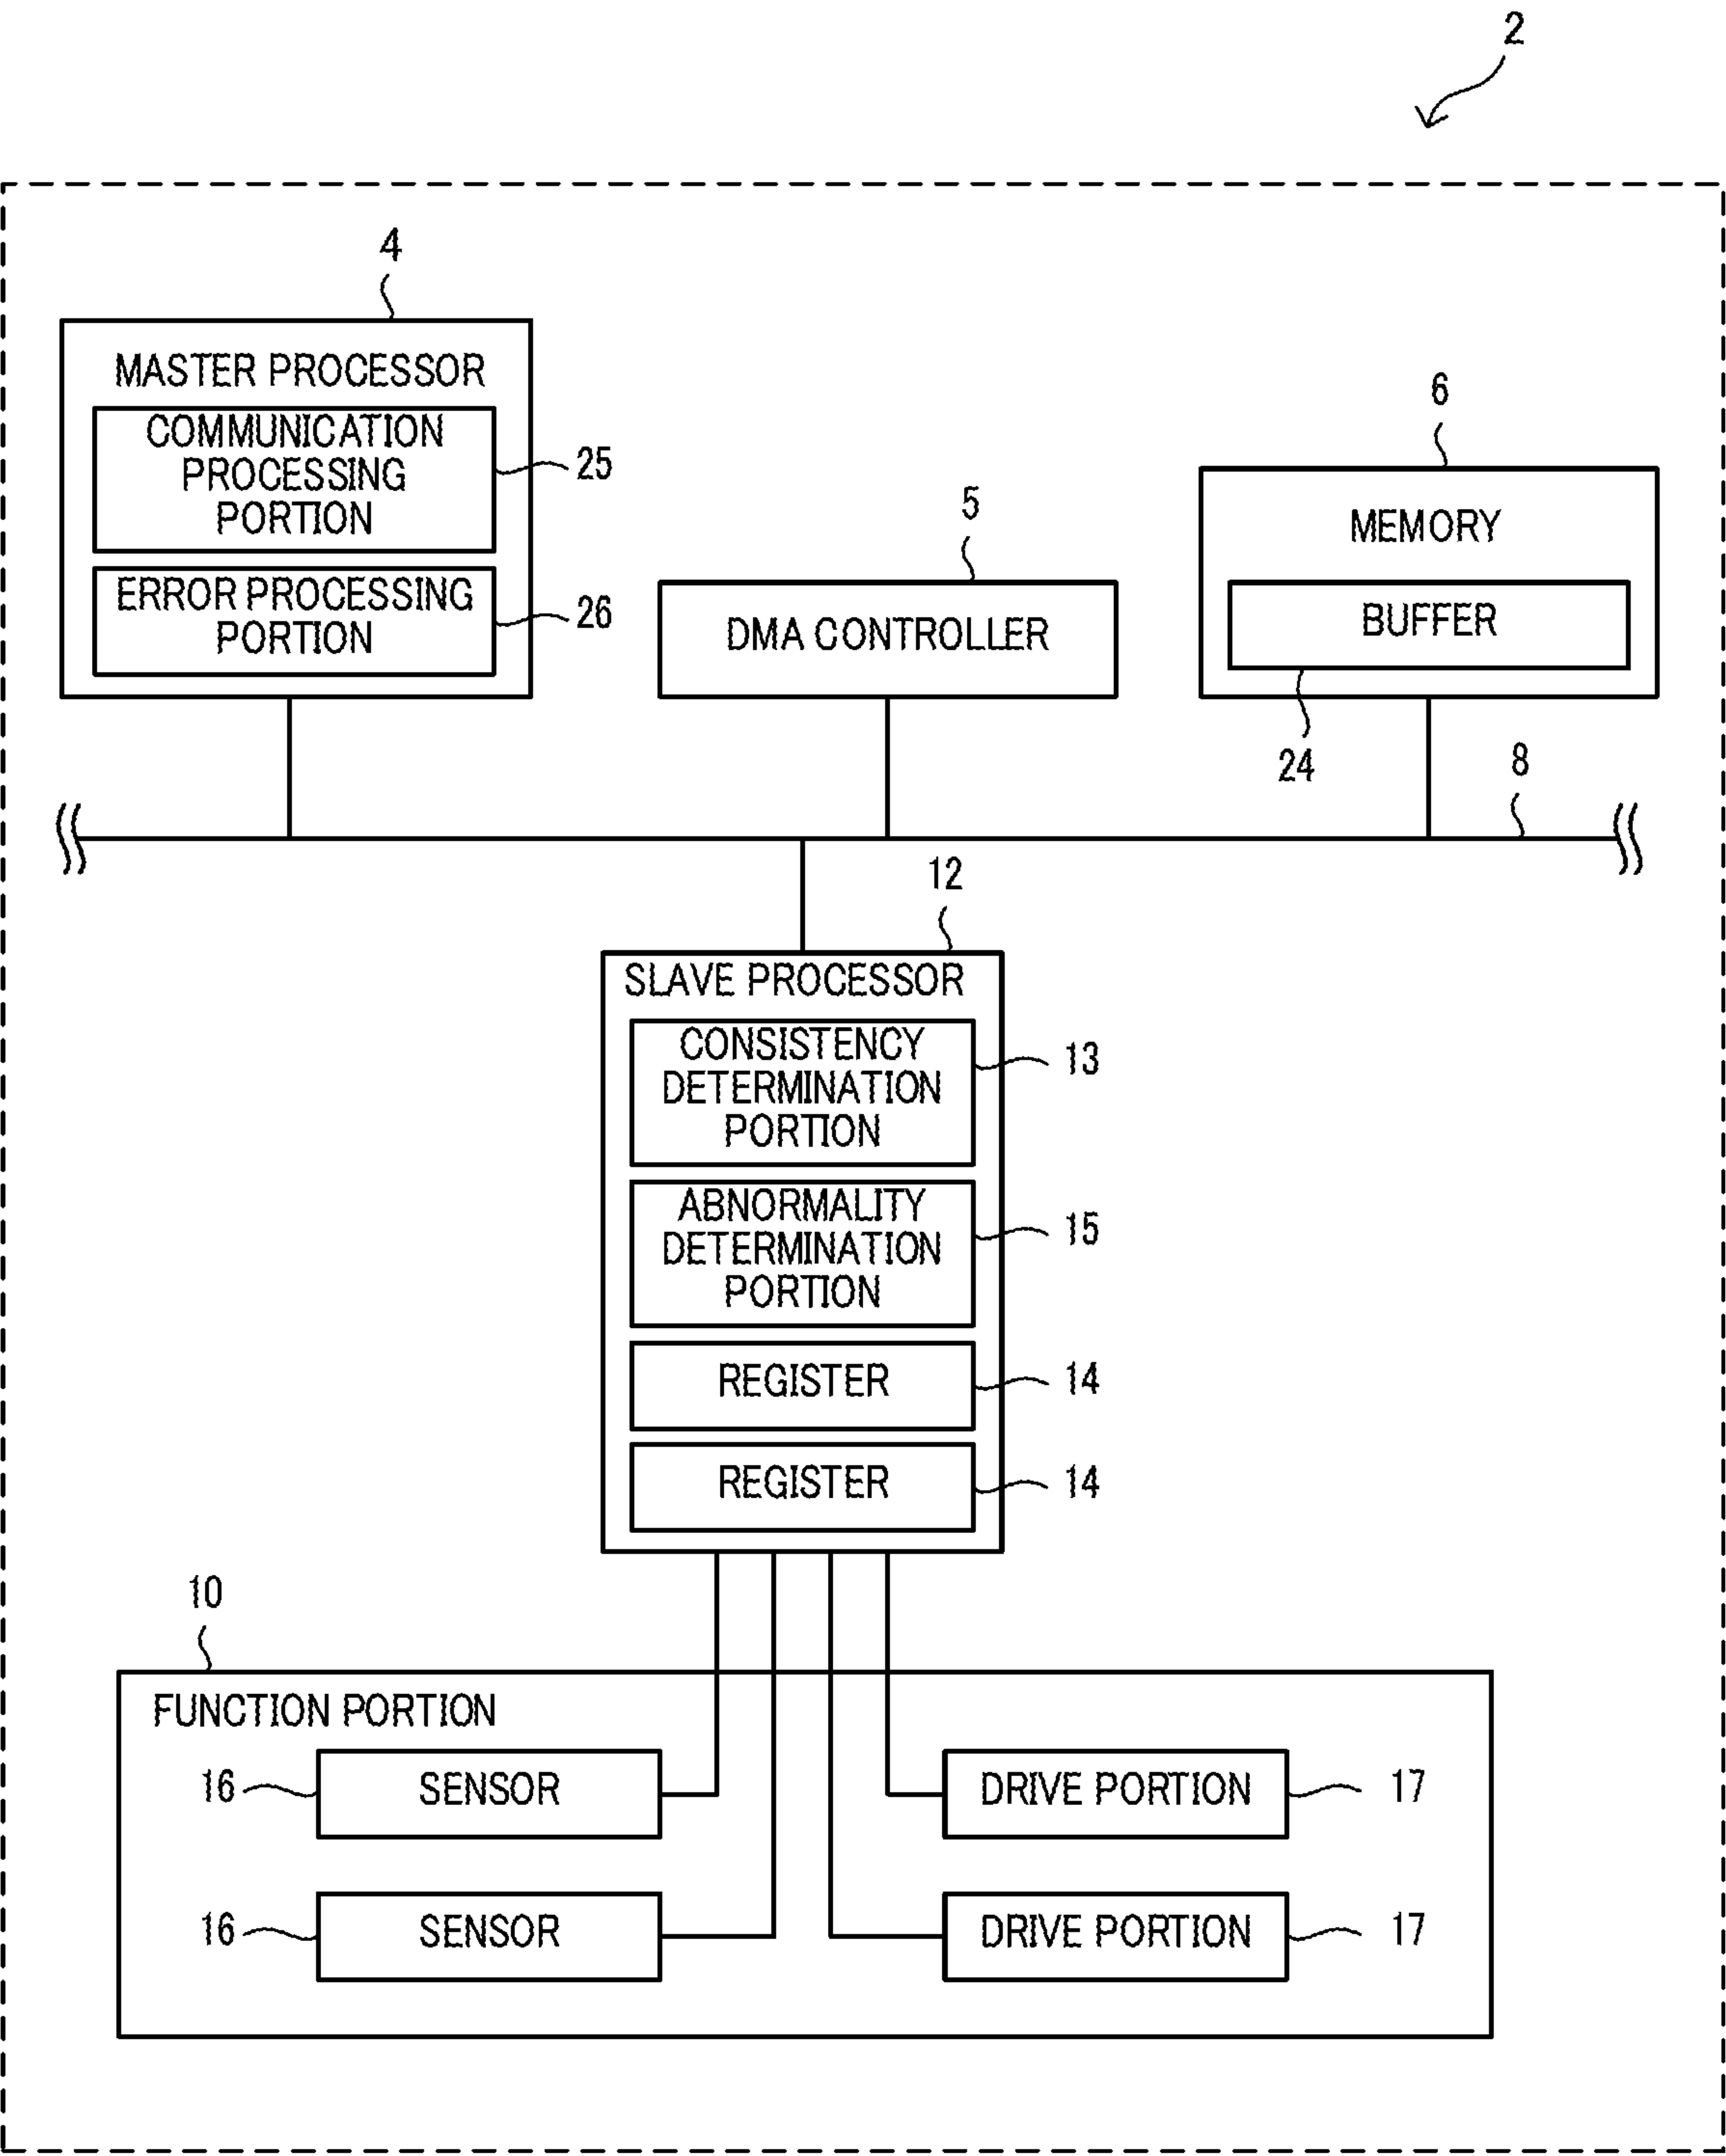 2
4
MASTER PROCESSOR
COMMUNICATION
PROCESSING
PORTION
25
ERROR PROCESSING
PORTION
26
5
DMA CONTROLLER
6
MEMORY
BUFFER
24
8
12
SLAVE PROCESSOR
CONSISTENCY
DETERMINATION
PORTION
13
ABNORMALITY
DETERMINATION
PORTION
15
REGISTER
14
REGISTER
14
10
FUNCTION PORTION
16
SENSOR
DRIVE PORTION
17
16
SENSOR
DRIVE PORTION
17